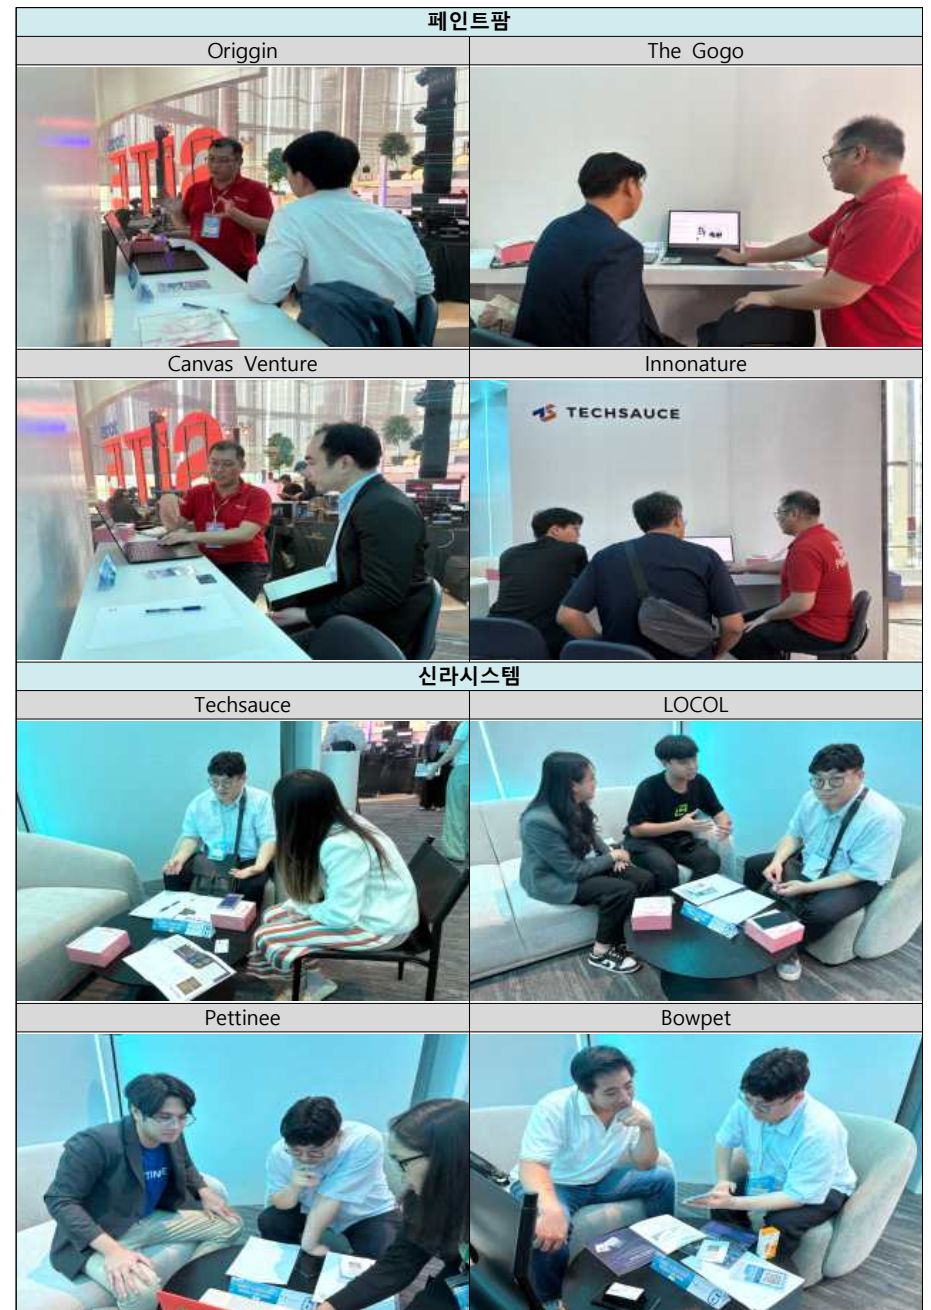 페인트팜
Origgin
The Gogo
Canvas Venture
Innonature
TECHSAUCE
신라시스템
Techsauce
LOCOL
Pettinee
Bowpet